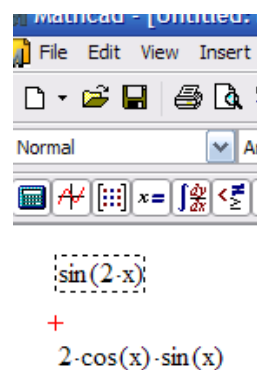 Mathcad - [Untitled:
File Edit View Insert
Normal
x=
sin(2·x)
2·cos(x)·sin(x)